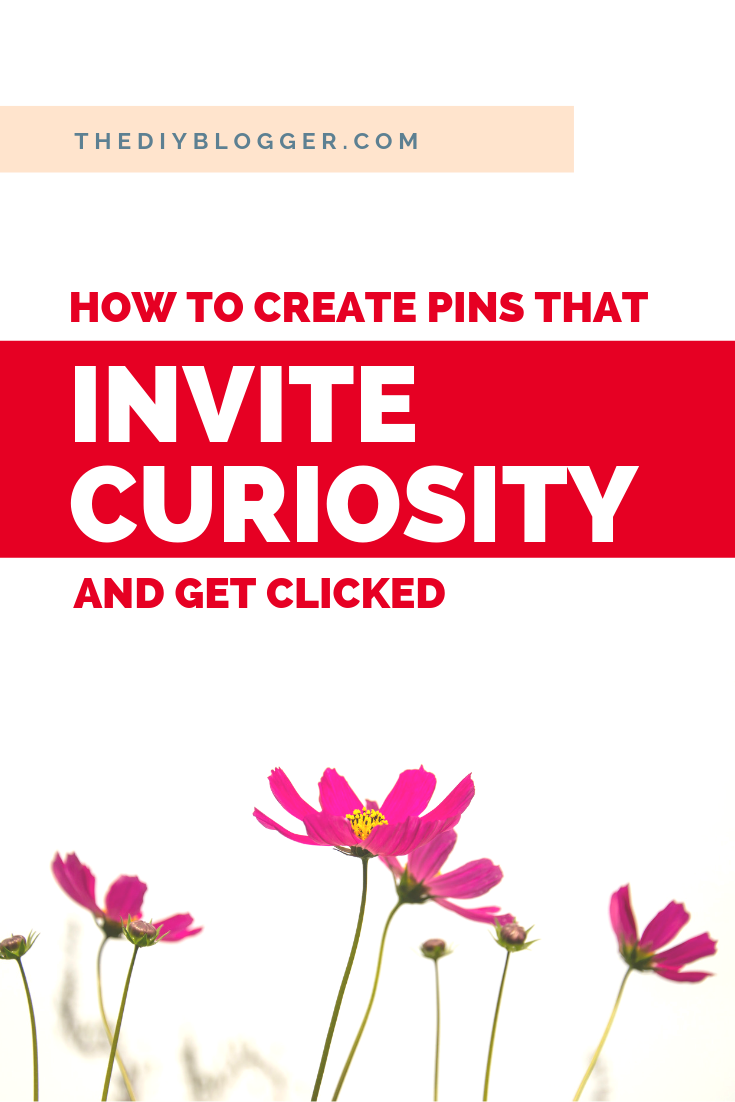 THEDIYBLOGGER.COM
HOW TO CREATE PINS THAT
INVITE
CURIOSITY
AND GET CLICKED